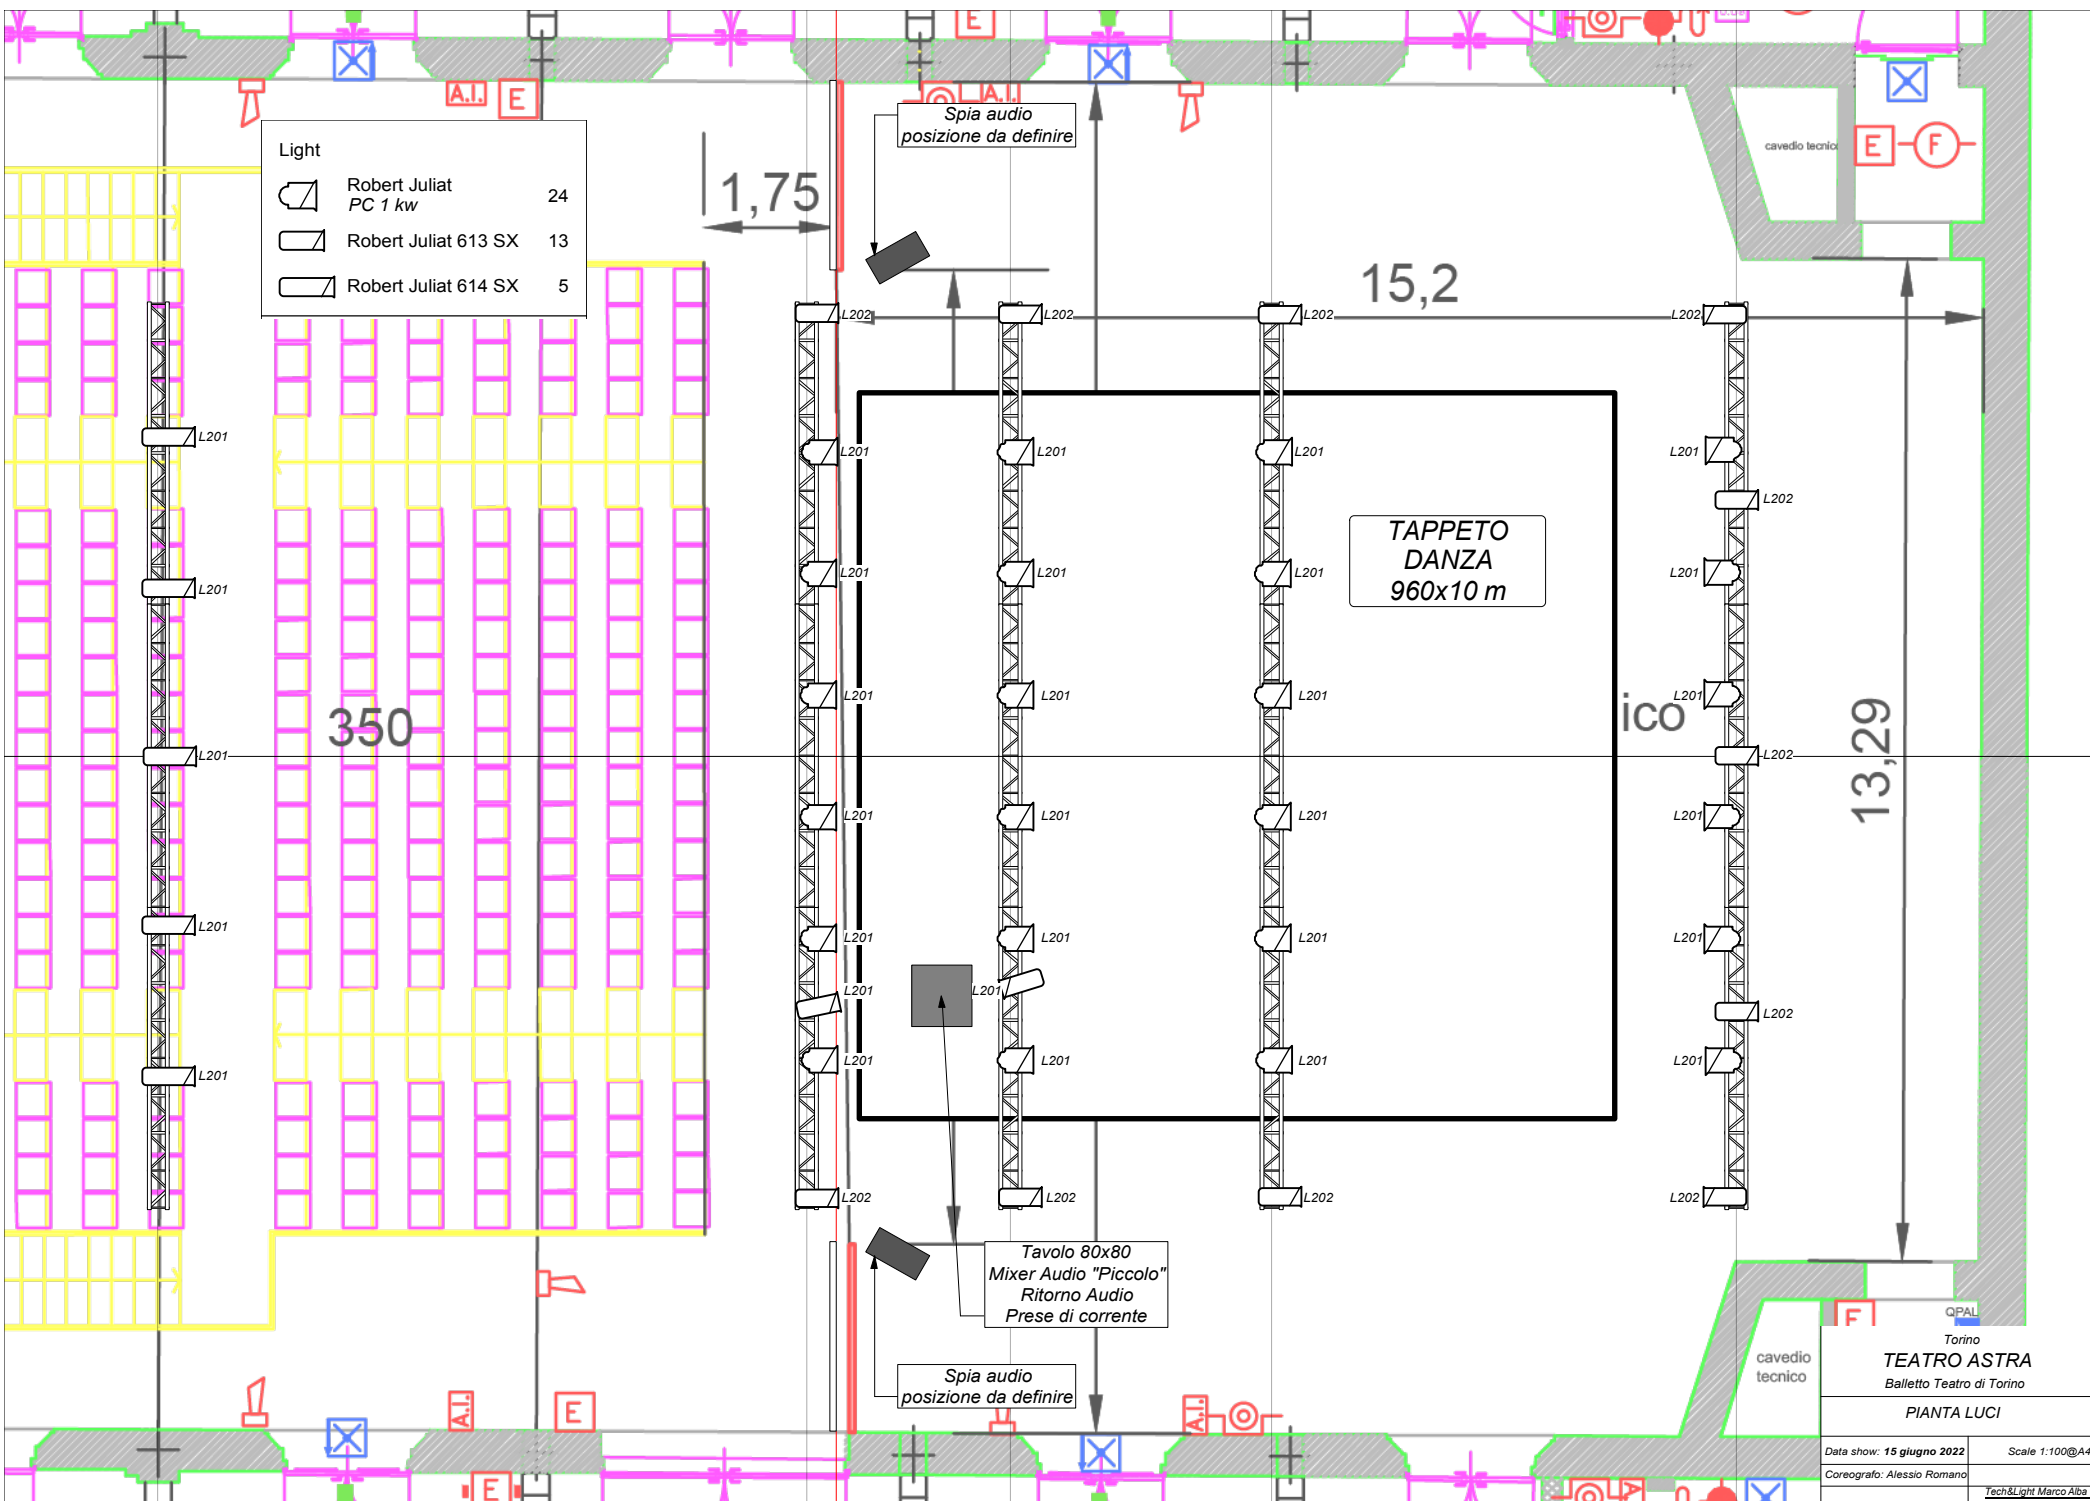 E
A.I.
E
A.I.
Spia audio
posizione da definire
cavedio tecnico
E
F
Light
Robert Juliat
PC 1 kw
24
Robert Juliat 613 SX 13
Robert Juliat 614 SX 5
1,75
15,2
L202
L202
L202
L202
L201
L201
L201
L201
L201
L202
TAPPETO
DANZA
960x10 m
L201
L201
L201
L201
L201
L201
L201
L201
L201
350
ico
13,29
L201
L202
L201
L201
L201
L201
L201
L201
L201
L201
L201
L201
L201
L202
L201
L201
L201
L201
L201
L202
L202
L202
L202
Tavolo 80x80
Mixer Audio "Piccolo"
Ritorno Audio
Prese di corrente
QPAL
Spia audio
posizione da definire
cavedio
tecnico
A.I.
E
A.I.
E
Torino
TEATRO ASTRA
Balletto Teatro di Torino
PIANTA LUCI
Data show: 15 giugno 2022 Scale 1:100@A4
Coreografo: Alessio Romano
Tech&Light Marco Alba